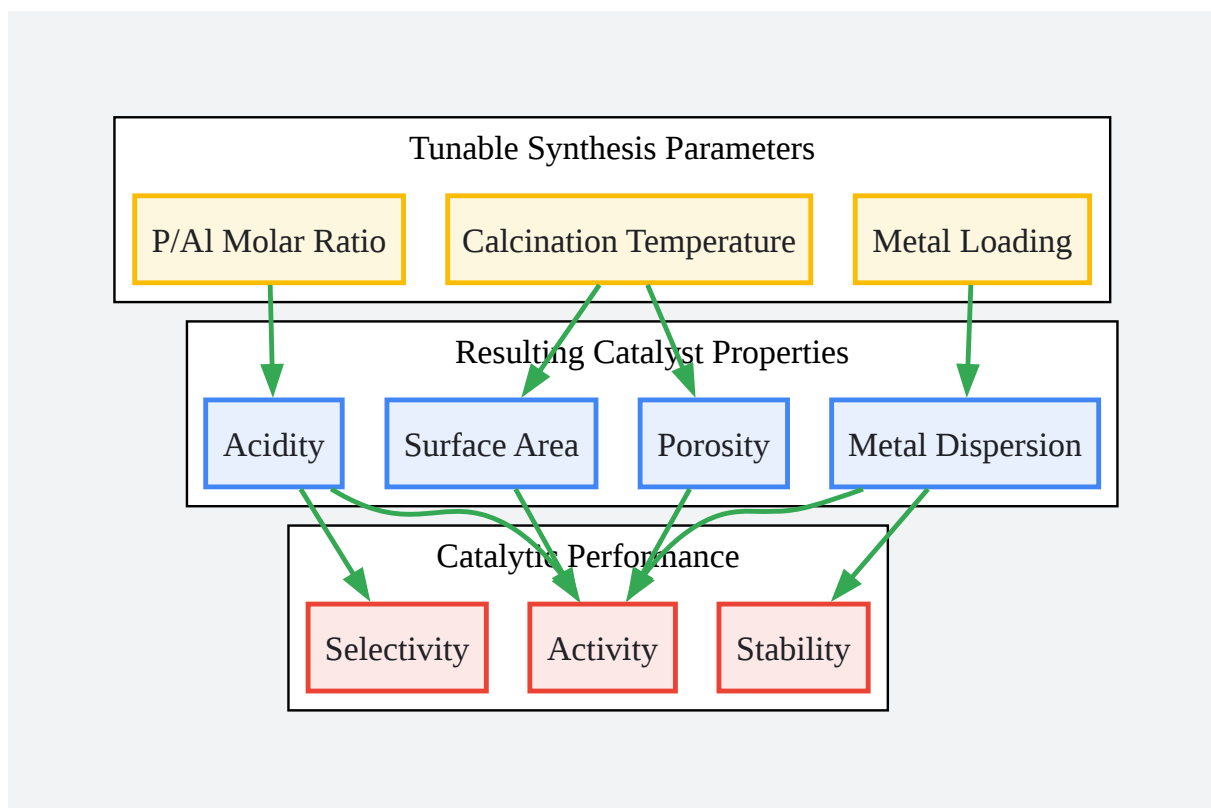 Tunable Synthesis Parameters
P/Al Molar Ratio
Calcination Temperature
Metal Loading
Resulting Catalyst Properties
Acidity
Surface Area
Porosity
Metal Dispersion
Catalytic Performance
Selectivity
Activity
Stability